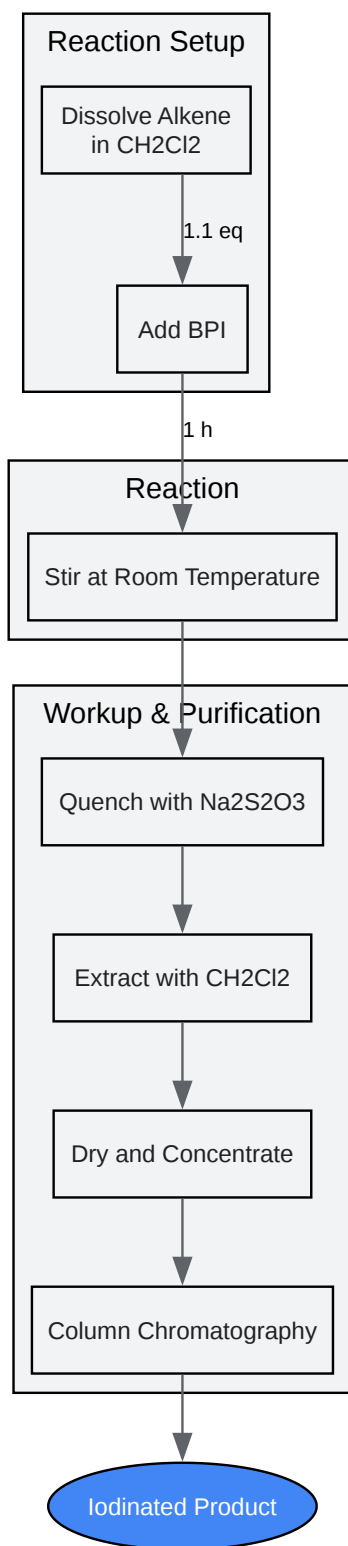 Reaction Setup
Dissolve Alkene
in CH2Cl2
1.1 eq
Add BPI
1 h
Reaction
Stir at Room Temperature
Workup & Purification
Quench with Na2S2O3
Extract with CH2Cl2
Dry and Concentrate
Column Chromatography
Iodinated Product